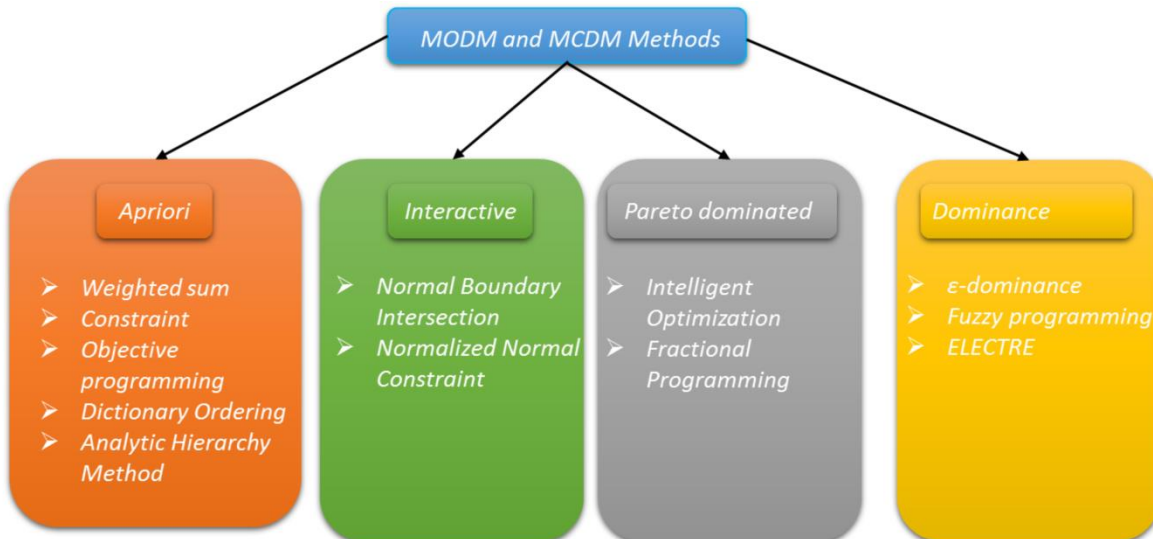 MODM and MCDM Methods
Apriori
Weighted sum
Constraint
Objective
programming
Dictionary Ordering
Analytic Hierarchy
Method
Interactive
Normal Boundary
Intersection
Normalized Normal
Constraint
Pareto dominated
Intelligent
Optimization
Fractional
Programming
Dominance
ε-dominance
Fuzzy programming
ELECTRE